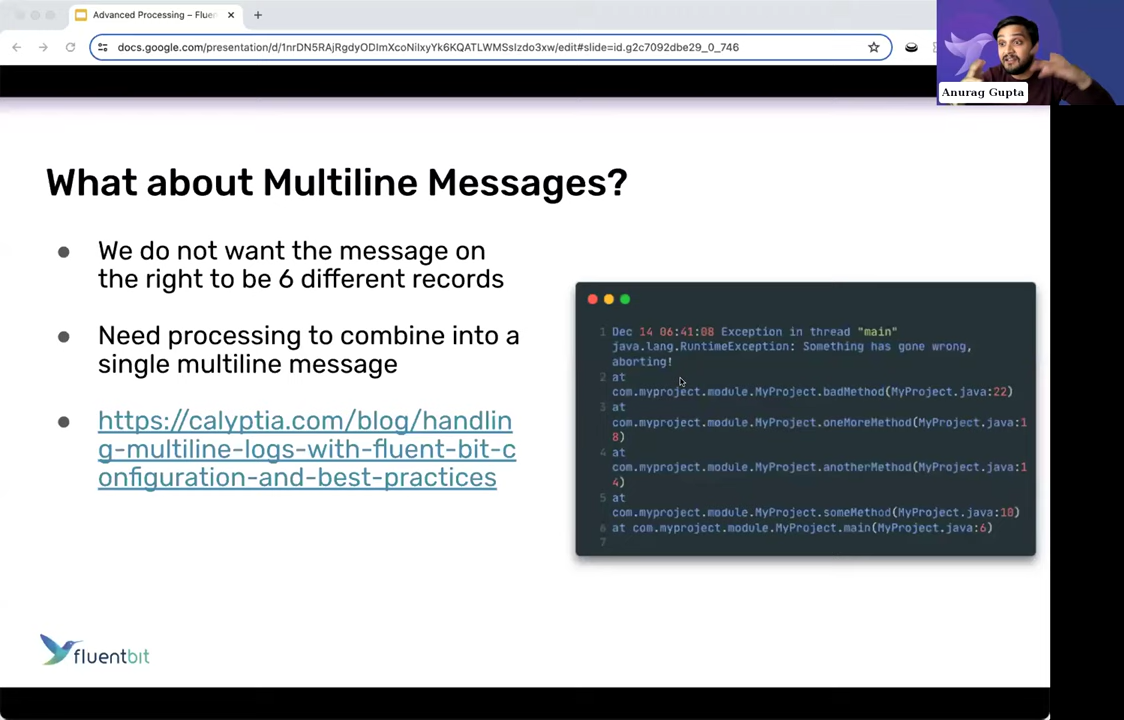 Advanced Processing – Fluen
docs.google.com/presentation/d/1nrDN5RAjRgdyODImXcoNilxyYk6KQATLWMSsIzdo3xw/edit#slide=id.g2c7092dbe29_0_746
Anurag Gupta
What about Multiline Messages?
We do not want the message on
the right to be 6 different records
Need processing to combine into a
single multiline message
https://calyptia.com/blog/handlin
g-multiline-logs-with-fluent-bit-c
onfiguration-and-best-practices
1 Dec 14 06:41:08 Exception in thread "main"
java.lang.RuntimeException: Something has gone wrong,
aborting!
2 at
com.myproject.module.MyProject.badMethod(MyProject.java:22)
3 at
com.myproject.module.MyProject.oneMoreMethod(MyProject.java:1
8)
4 at
com.myproject.module.MyProject.anotherMethod(MyProject.java:1
4)
5 at
com.myproject.module.MyProject.someMethod(MyProject.java:10)
6 at com.myproject.module.MyProject.main(MyProject.java:6)
7
fluentbit